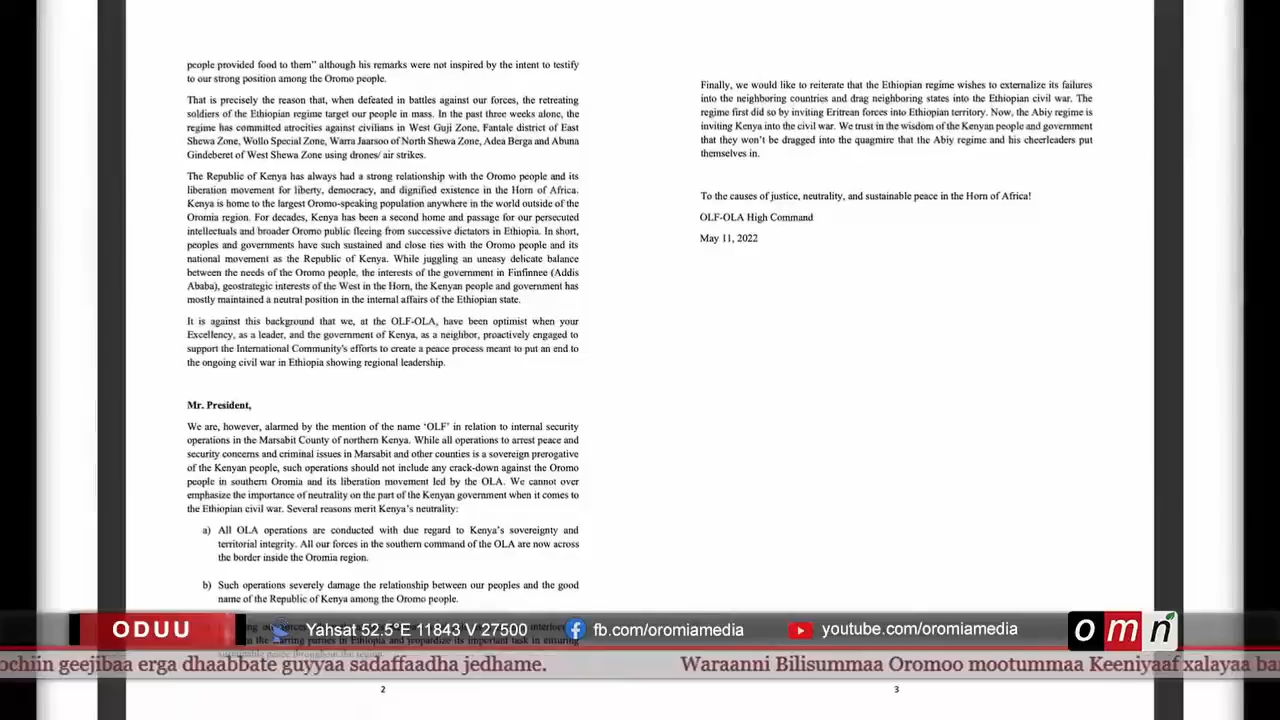 people provided food to them” although his remarks were not inspired by the intent to testify
to our strong position among the Oromo people.
That is precisely the reason that, when defeated in battles against our forces, the retreating
soldiers of the Ethiopian regime target our people in mass. In the past three weeks alone, the
regime has committed atrocities against civilians in West Guji Zone, Fantale district of East
Shewa Zone, Wollo Special Zone, Warra Jaarsoo of North Shewa Zone, Adea Berga and Abuna
Gindeberet of West Shewa Zone using drones/ air strikes.
The Republic of Kenya has always had a strong relationship with the Oromo people and its
liberation movement for liberty, democracy, and dignified existence in the Horn of Africa.
Kenya is home to the largest Oromo-speaking population anywhere in the world outside of the
Oromia region. For decades, Kenya has been a second home and passage for our persecuted
intellectuals and broader Oromo public fleeing from successive dictators in Ethiopia. In short,
peoples and governments have such sustained and close ties with the Oromo people and its
national movement as the Republic of Kenya. While juggling an uneasy delicate balance
between the needs of the Oromo people, the interests of the government in Finfinnee (Addis
Ababa), geostrategic interests of the West in the Horn, the Kenyan people and government has
mostly maintained a neutral position in the internal affairs of the Ethiopian state.
It is against this background that we, at the OLF-OLA, have been optimist when your
Excellency, as a leader, and the government of Kenya, as a neighbor, proactively engaged to
support the International Community's efforts to create a peace process meant to put an end to
the ongoing civil war in Ethiopia showing regional leadership.
Mr. President,
We are, however, alarmed by the mention of the name ‘OLF’ in relation to internal security
operations in the Marsabit County of northern Kenya. While all operations to arrest peace and
security concerns and criminal issues in Marsabit and other counties is a sovereign prerogative
of the Kenyan people, such operations should not include any crack-down against the Oromo
people in southern Oromia and its liberation movement led by the OLA. We cannot over
emphasize the importance of neutrality on the part of the Kenyan government when it comes to
the Ethiopian civil war. Several reasons merit Kenya’s neutrality:
a) All OLA operations are conducted with due regard to Kenya’s sovereignty and
territorial integrity. All our forces in the southern command of the OLA are now across
the border inside the Oromia region.
b) Such operations severely damage the relationship between our peoples and the good
name of the Republic of Kenya among the Oromo people.
parties in Ethiopia and jeopardize its important task in ensuring
sustainable peace throughout the region.
2
Finally, we would like to reiterate that the Ethiopian regime wishes to externalize its failures
into the neighboring countries and drag neighboring states into the Ethiopian civil war. The
regime first did so by inviting Eritrean forces into Ethiopian territory. Now, the Abiy regime is
inviting Kenya into the civil war. We trust in the wisdom of the Kenyan people and government
that they won’t be dragged into the quagmire that the Abiy regime and his cheerleaders put
themselves in.
To the causes of justice, neutrality, and sustainable peace in the Horn of Africa!
OLF-OLA High Command
May 11, 2022
3
ODUU
Yahsat 52.5°E 11843 V 27500
fb.com/oromiamedia
youtube.com/oromiamedia
omn
ochiin geejibaa erga dhaabbate guyyaa sadaffaadha jedhame.
Waraanni Bilisummaa Oromoo mootummaa Keeniyaaf xalayaa ba